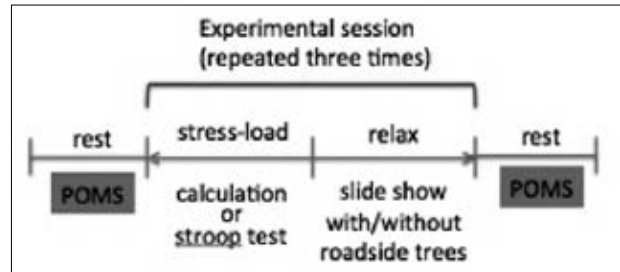 Experimental session
(repeated three times)
rest stress-load relax rest
POMS calculation slide show POMS
or with/without
stroop test roadside trees